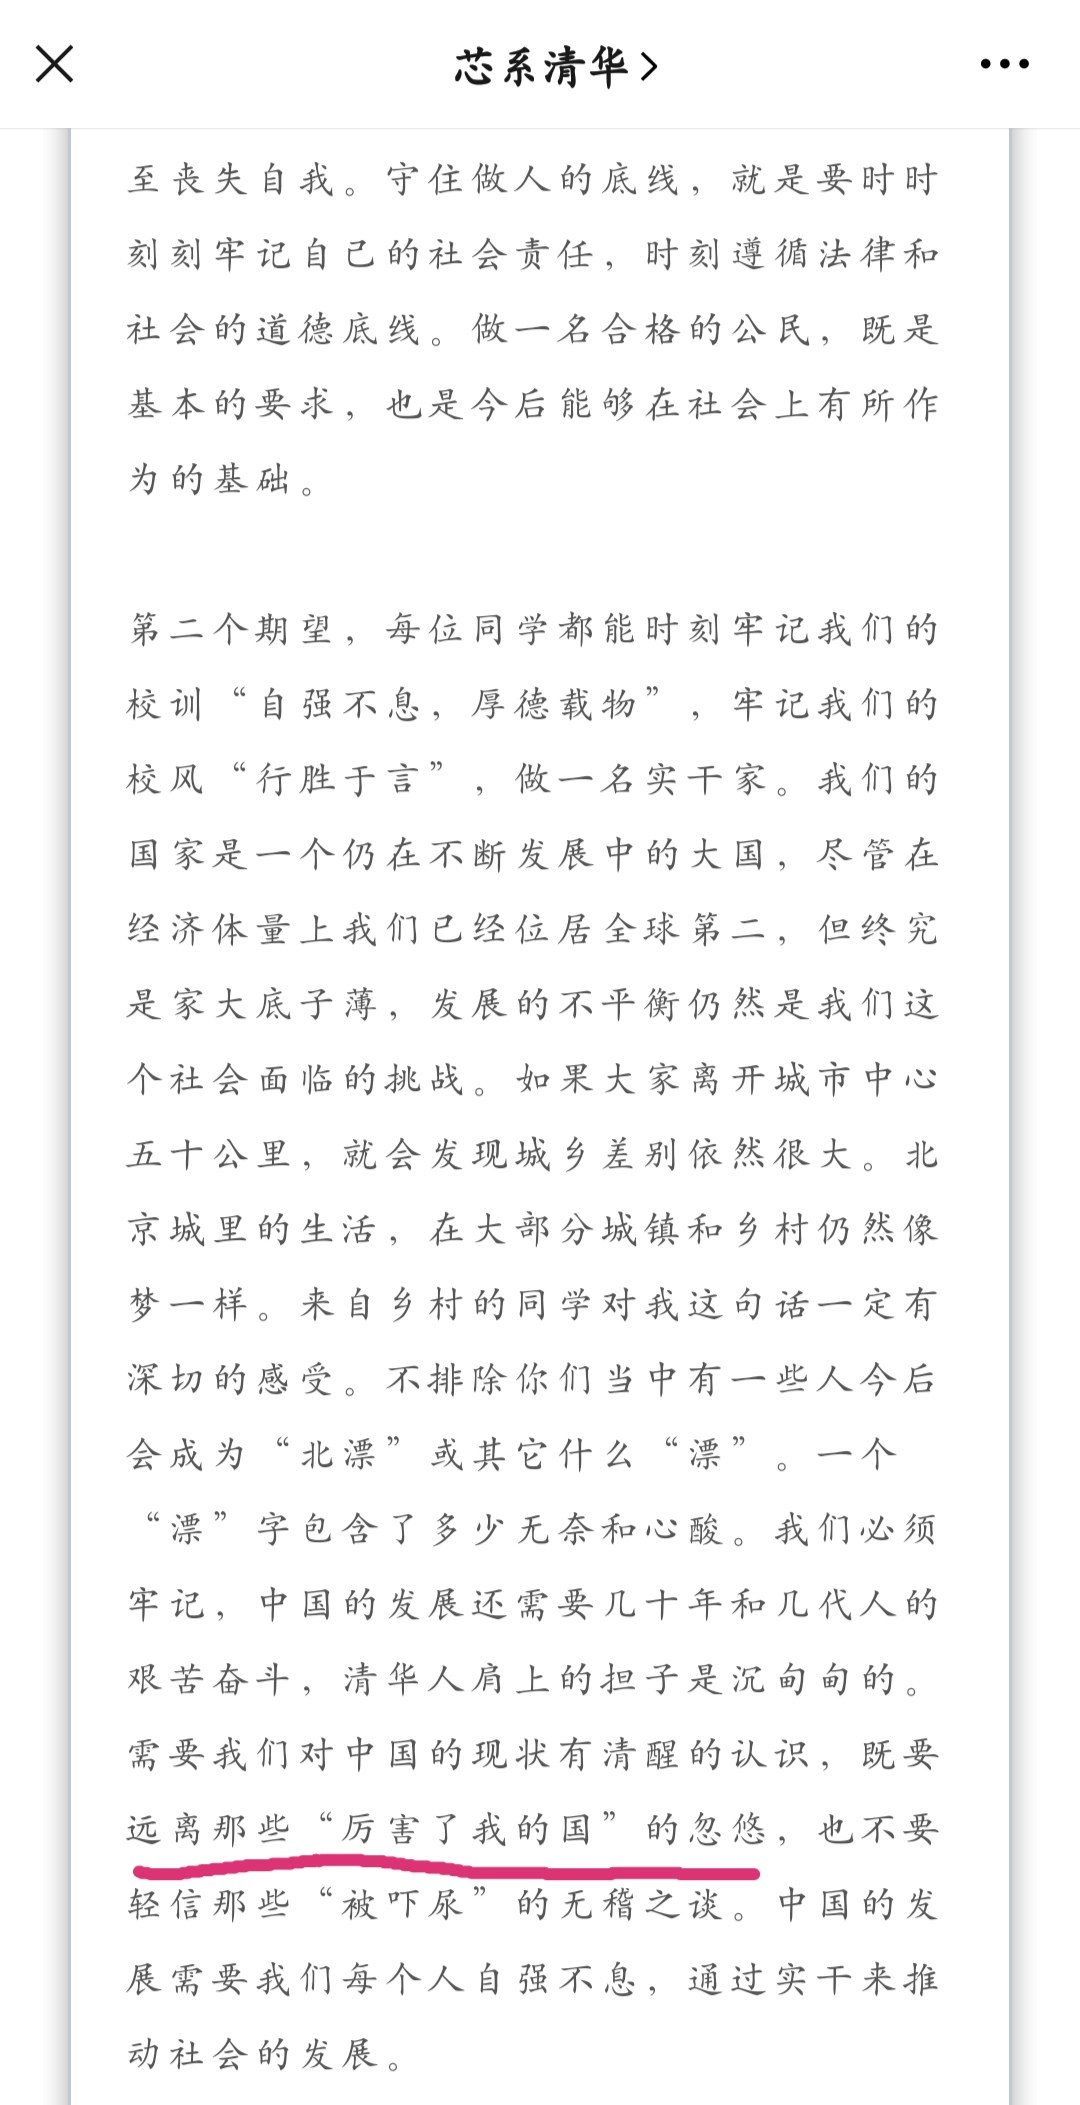 芯系清华
至丧失自我。守住做人的底线，就是要时时
刻刻牢记自己的社会责任，时刻遵循法律和
社会的道德底线。做一名合格的公民，既是
基本的要求，也是今后能够在社会上有所作
为的基础。
第二个期望，每位同学都能时刻牢记我们的
校训“自强不息，厚德载物”，牢记我们的
校风“行胜于言”，做一名实干家。我们的
国家是一个仍在不断发展中的大国，尽管在
经济体量上我们已经位居全球第二，但终究
是家大底子薄，发展的不平衡仍然是我们这
个社会面临的挑战。如果大家离开城市中心
五十公里，就会发现城乡差别依然很大。北
京城里的生活，在大部分城镇和乡村仍然像
梦一样。来自乡村的同学对我这句话一定有
深切的感受。不排除你们当中有一些人今后
会成为“北漂”或其它什么“漂”。一个
“漂”字包含了多少无奈和心酸。我们必须
牢记，中国的发展还需要几十年和几代人的
艰苦奋斗，清华人肩上的担子是沉甸甸的。
需要我们对中国的现状有清醒的认识，既要
远离那些“厉害了我的国”的忽悠，也不要
轻信那些“被吓尿”的无稽之谈。中国的发
展需要我们每个人自强不息，通过实干来推
动社会的发展。